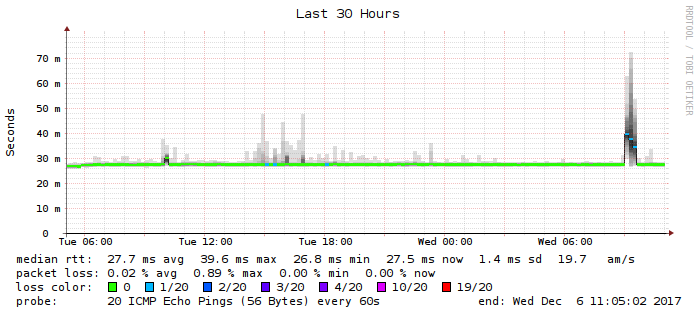 Last 30 Hours
RRDTOOL / TOBI OETIKER
Seconds
70 m
60 m
50 m
40 m
30 m
20 m
10 m
0
Tue 06:00 Tue 12:00 Tue 18:00 Wed 00:00 Wed 06:00
median rtt: 27.7 ms avg 39.6 ms max 26.8 ms min 27.5 ms now 1.4 ms sd 19.7 am/s
packet loss: 0.02 % avg 0.89 % max 0.00 % min 0.00 % now
loss color: 0 1/20 2/20 3/20 4/20 10/20 19/20
probe: 20 ICMP Echo Pings (56 Bytes) every 60s end: Wed Dec 6 11:05:02 2017